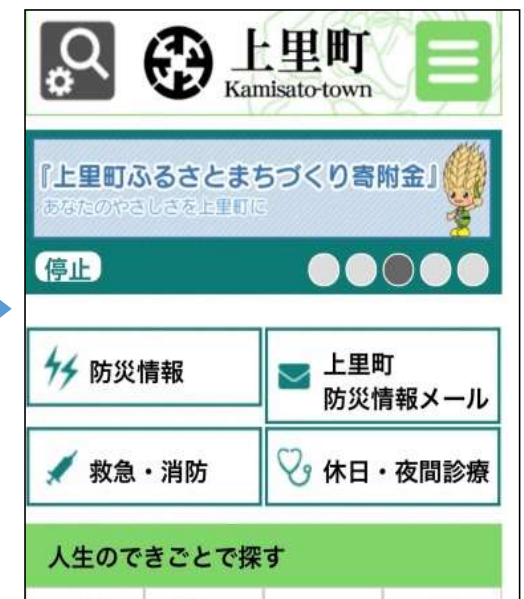 上里町
Kamisato-town
『上里町ふるさとまちづくり寄附金』
あなたのやさしさを上里町に
停止
防災情報
上里町
防災情報メール
救急・消防
休日・夜間診療
人生のできごとで探す